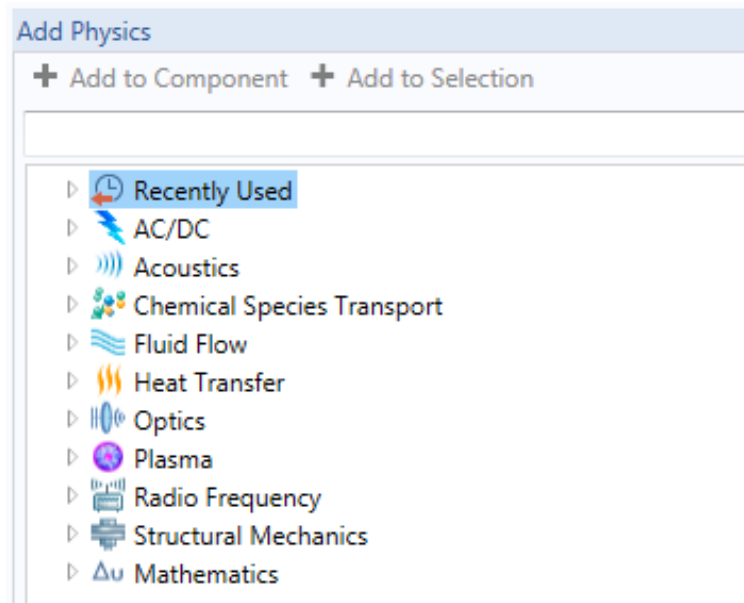 Add Physics
+ Add to Component + Add to Selection
Recently Used
AC/DC
Acoustics
Chemical Species Transport
Fluid Flow
Heat Transfer
Optics
Plasma
Radio Frequency
Structural Mechanics
Δu Mathematics